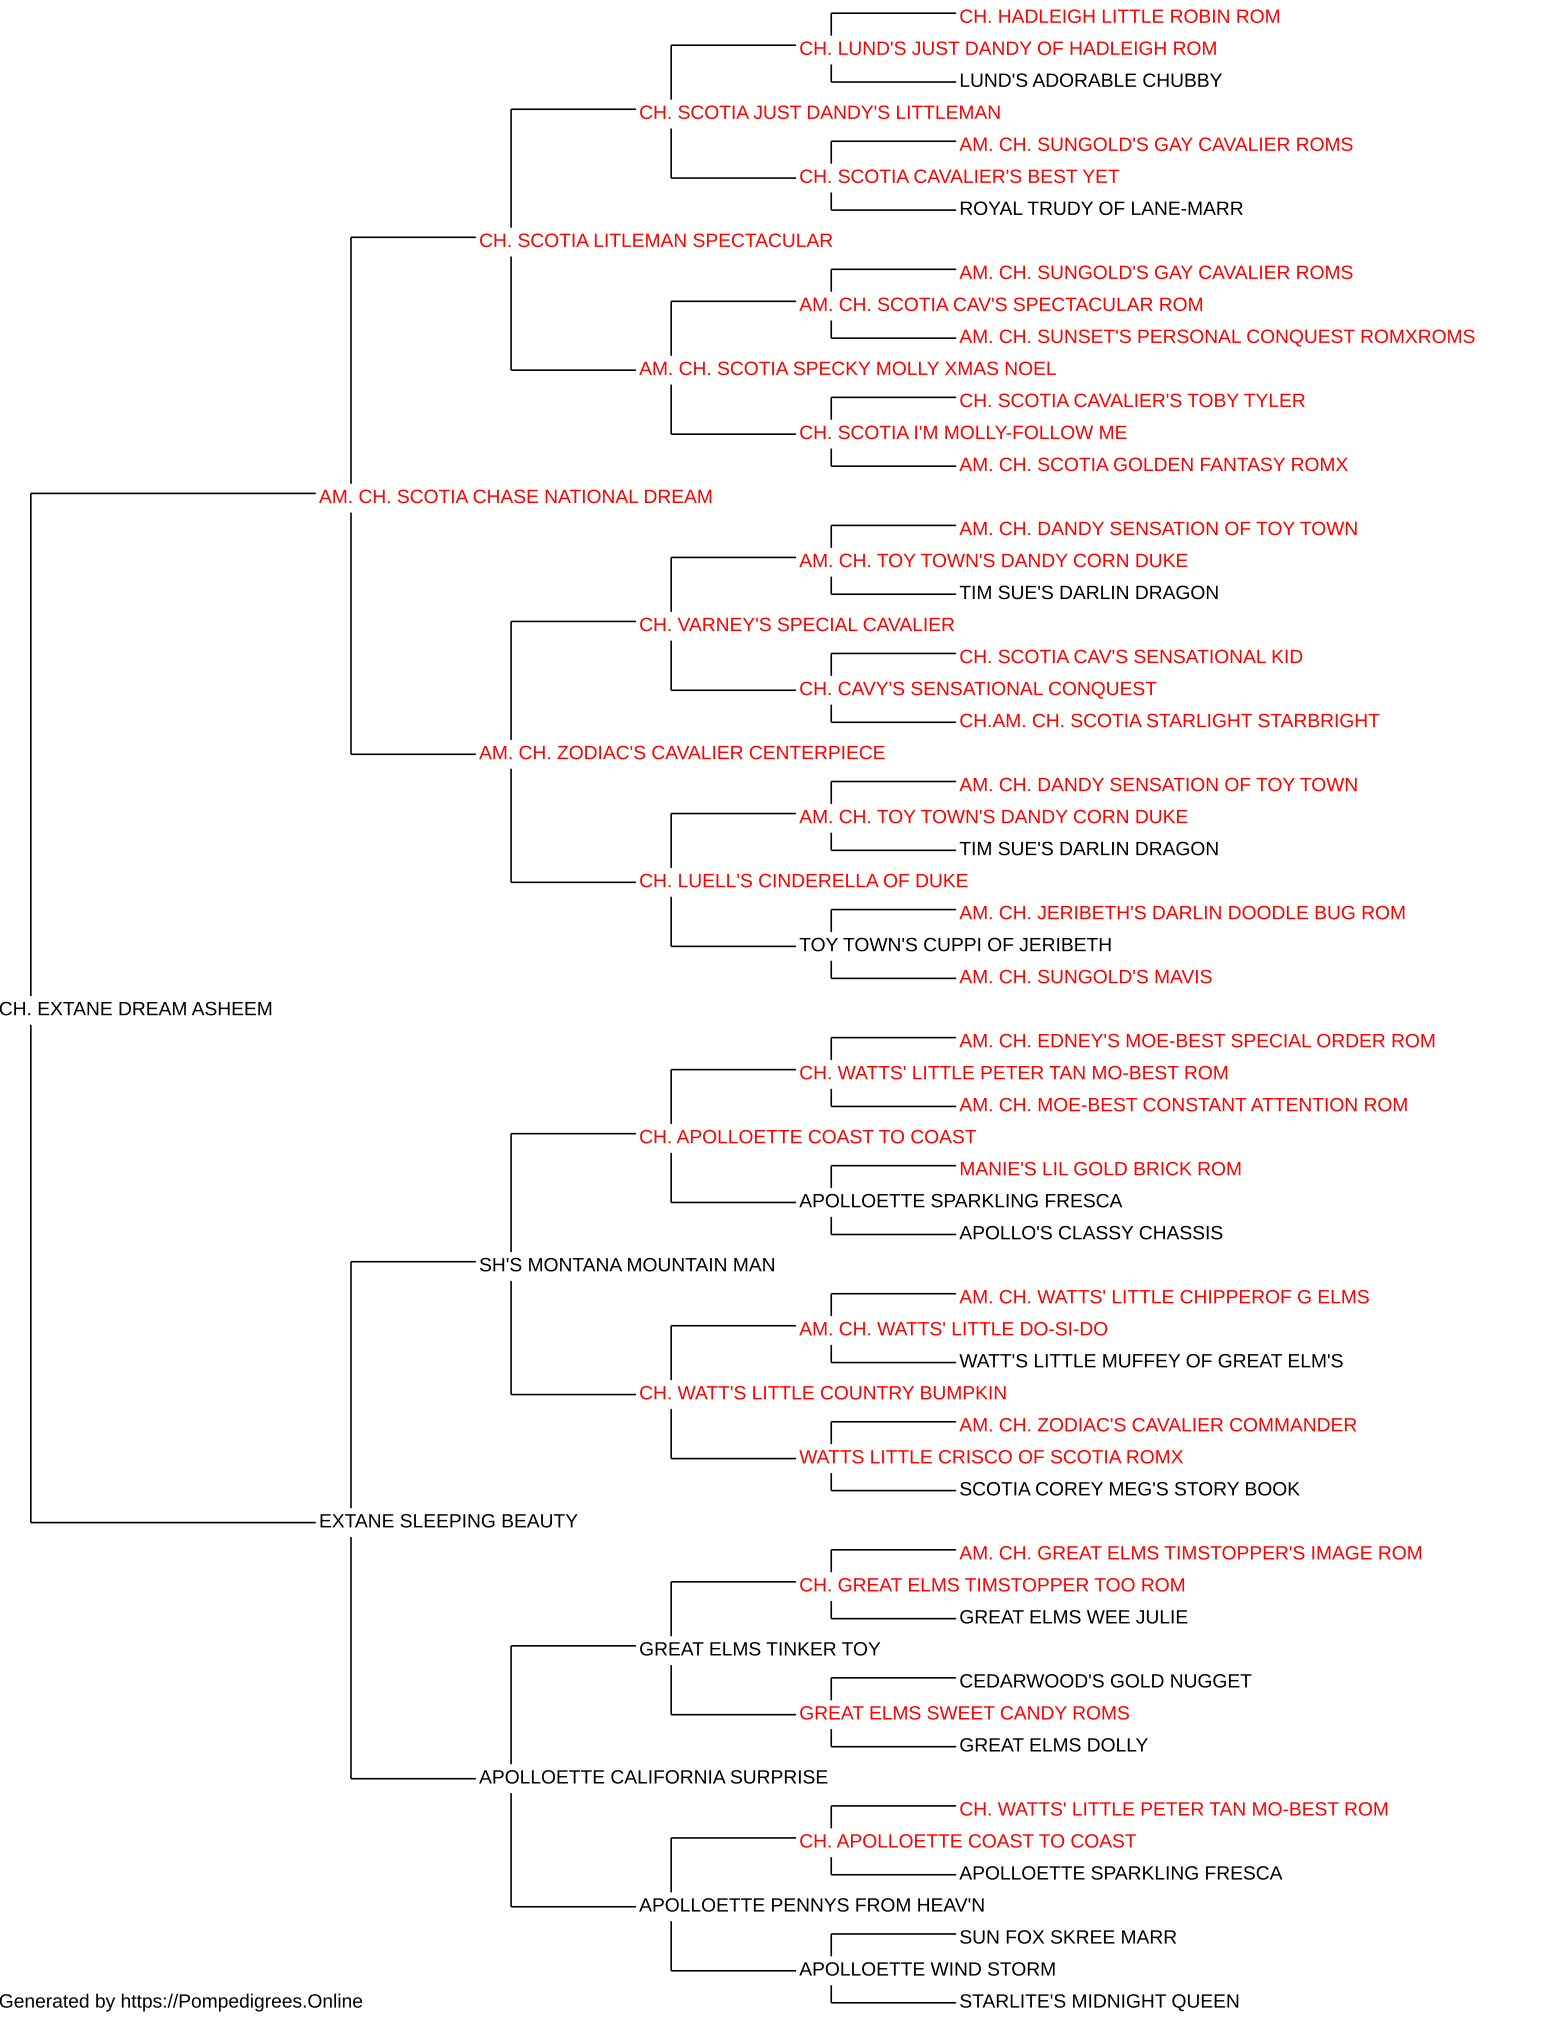 CH. HADLEIGH LITTLE ROBIN ROM
CH. LUND'S JUST DANDY OF HADLEIGH ROM
LUND'S ADORABLE CHUBBY
CH. SCOTIA JUST DANDY'S LITTLEMAN
AM. CH. SUNGOLD'S GAY CAVALIER ROMS
CH. SCOTIA CAVALIER'S BEST YET
ROYAL TRUDY OF LANE-MARR
CH. SCOTIA LITLEMAN SPECTACULAR
AM. CH. SUNGOLD'S GAY CAVALIER ROMS
AM. CH. SCOTIA CAV'S SPECTACULAR ROM
AM. CH. SUNSET'S PERSONAL CONQUEST ROMXROMS
AM. CH. SCOTIA SPECKY MOLLY XMAS NOEL
CH. SCOTIA CAVALIER'S TOBY TYLER
CH. SCOTIA I'M MOLLY-FOLLOW ME
AM. CH. SCOTIA GOLDEN FANTASY ROMX
AM. CH. SCOTIA CHASE NATIONAL DREAM
AM. CH. DANDY SENSATION OF TOY TOWN
AM. CH. TOY TOWN'S DANDY CORN DUKE
TIM SUE'S DARLIN DRAGON
CH. VARNEY'S SPECIAL CAVALIER
CH. SCOTIA CAV'S SENSATIONAL KID
CH. CAVY'S SENSATIONAL CONQUEST
CH.AM. CH. SCOTIA STARLIGHT STARBRIGHT
AM. CH. ZODIAC'S CAVALIER CENTERPIECE
AM. CH. DANDY SENSATION OF TOY TOWN
AM. CH. TOY TOWN'S DANDY CORN DUKE
TIM SUE'S DARLIN DRAGON
CH. LUELL'S CINDERELLA OF DUKE
AM. CH. JERIBETH'S DARLIN DOODLE BUG ROM
TOY TOWN'S CUPPI OF JERIBETH
AM. CH. SUNGOLD'S MAVIS
CH. EXTANE DREAM ASHEEM
AM. CH. EDNEY'S MOE-BEST SPECIAL ORDER ROM
CH. WATTS' LITTLE PETER TAN MO-BEST ROM
AM. CH. MOE-BEST CONSTANT ATTENTION ROM
CH. APOLLOETTE COAST TO COAST
MANIE'S LIL GOLD BRICK ROM
APOLLOETTE SPARKLING FRESCA
APOLLO'S CLASSY CHASSIS
SH'S MONTANA MOUNTAIN MAN
AM. CH. WATTS' LITTLE CHIPPEROF G ELMS
AM. CH. WATTS' LITTLE DO-SI-DO
WATT'S LITTLE MUFFEY OF GREAT ELM'S
CH. WATT'S LITTLE COUNTRY BUMPKIN
AM. CH. ZODIAC'S CAVALIER COMMANDER
WATTS LITTLE CRISCO OF SCOTIA ROMX
SCOTIA COREY MEG'S STORY BOOK
EXTANE SLEEPING BEAUTY
AM. CH. GREAT ELMS TIMSTOPPER'S IMAGE ROM
CH. GREAT ELMS TIMSTOPPER TOO ROM
GREAT ELMS WEE JULIE
GREAT ELMS TINKER TOY
CEDARWOOD'S GOLD NUGGET
GREAT ELMS SWEET CANDY ROMS
GREAT ELMS DOLLY
APOLLOETTE CALIFORNIA SURPRISE
CH. WATTS' LITTLE PETER TAN MO-BEST ROM
CH. APOLLOETTE COAST TO COAST
APOLLOETTE SPARKLING FRESCA
APOLLOETTE PENNYS FROM HEAV'N
SUN FOX SKREE MARR
APOLLOETTE WIND STORM
STARLITE'S MIDNIGHT QUEEN
Generated by https://Pompedigrees.Online